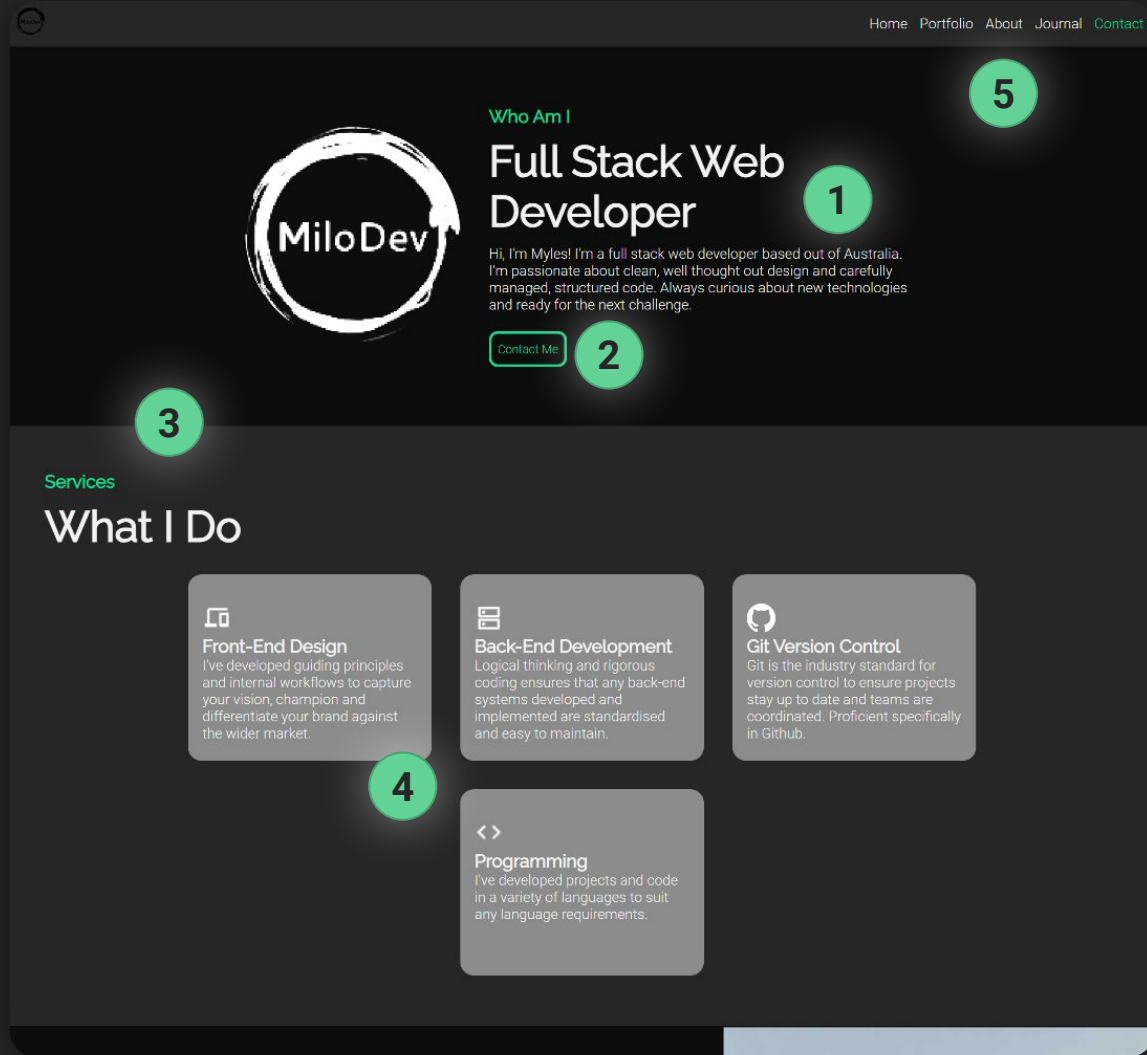 MiloDev
Home Portfolio About Journal Contact
5
Who Am I
Full Stack Web
Developer
1
MiloDev
Hi, I'm Myles! I'm a full stack web developer based out of Australia.
I'm passionate about clean, well thought out design and carefully
managed, structured code. Always curious about new technologies
and ready for the next challenge.
Contact Me
2
3
Services
What I Do
Front-End Design
I've developed guiding principles
and internal workflows to capture
your vision, champion and
differentiate your brand against
the wider market.
Back-End Development
Logical thinking and rigorous
coding ensures that any back-end
systems developed and
implemented are standardised
and easy to maintain.
Git Version Control
Git is the industry standard for
version control to ensure projects
stay up to date and teams are
coordinated. Proficient specifically
in Github.
4
Programming
I've developed projects and code
in a variety of languages to suit
any language requirements.